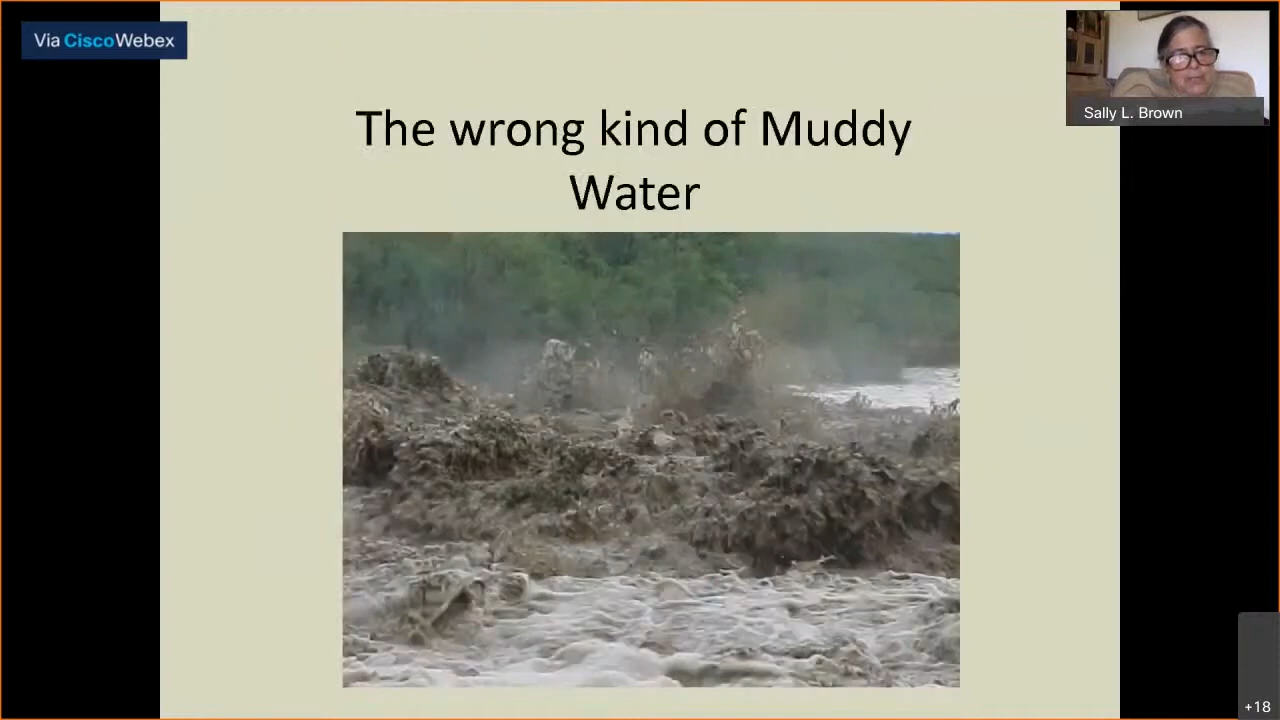 Via CiscoWebex
Sally L. Brown
The wrong kind of Muddy
Water
+18